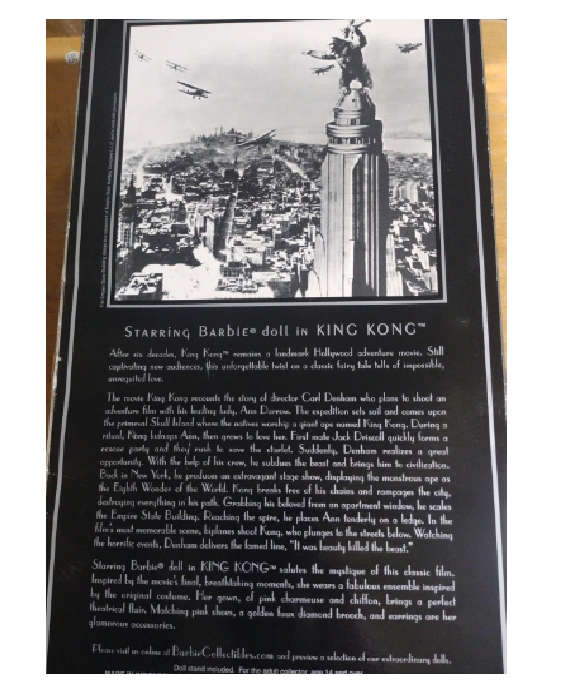 STARRING BARBIE® doll in KING KONG™
After six decades, King Kong™ remains a landmark Hollywood adventure movie. Still
captivating new audiences, this unforgettable twist on a classic fairy tale tells of impossible,
unrequited love.
The movie King Kong recounts the story of director Carl Denham who plans to shoot an
adventure film with his leading lady, Ann Darrow. The expedition sets sail and comes upon
the primeval Skull Island where the natives worship a giant ape named King Kong. During a
ritual, Kong kidnaps Ann, then grows to love her. First mate Jack Driscoll quickly forms a
rescue party and they rush to save the starlet. Suddenly, Denham realizes a great
opportunity. With the help of his crew, he subdues the beast and brings him to civilization.
Back in New York, he produces an extravagant stage show, displaying the monstrous ape as
the Eighth Wonder of the World. Kong breaks free of his chains and rampages the city,
destroying everything in his path. Grabbing his beloved from an apartment window, he scales
the Empire State Building. Reaching the spire, he places Ann tenderly on a ledge. In the
film's most memorable scene, biplanes shoot Kong, who plunges to the streets below. Watching
the horrific events, Denham delivers the famed line, "It was beauty killed the beast."
Starring Barbie® doll in KING KONG™ salutes the mystique of this classic film.
Inspired by the movie's final, breathtaking moments, she wears a fabulous ensemble inspired
by the original costume. Her gown, of pink charmeuse and chiffon, brings a perfect
theatrical flair. Matching pink shoes, a golden faux diamond brooch, and earrings are her
glamorous accessories.
Please visit us online at BarbieCollectibles.com and preview a selection of our extraordinary dolls.
Doll stand included. For the adult collector age 14 and over.
MADE IN